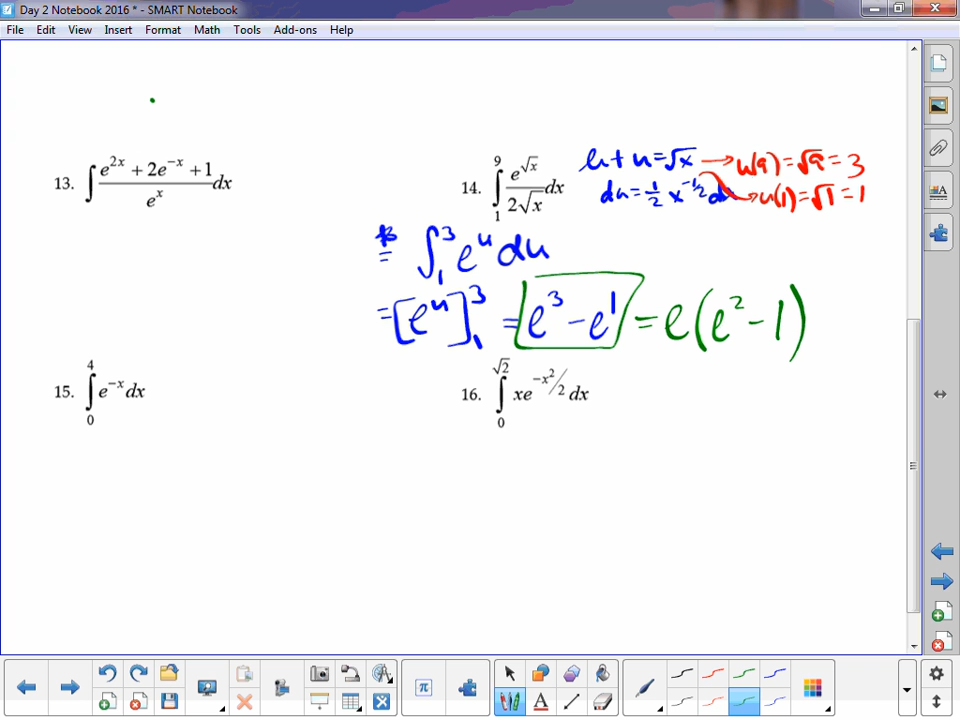 Day 2 Notebook 2016 * - SMART Notebook
File Edit View Insert Format Math Tools Add-ons Help
13. ∫ (e^{2x} + 2e^{-x} + 1)/e^x dx
14. ∫_1^9 e^{√x}/(2√x) dx
let u = √x → u(9) = √9 = 3
du = 1/2 x^{-1/2} dx → u(1) = √1 = 1
= ∫_1^3 e^u du
= [e^u]_1^3 = e^3 - e^1 = e(e^2 - 1)
15. ∫_0^4 e^{-x} dx
16. ∫_0^{√2} xe^{-x^2/2} dx